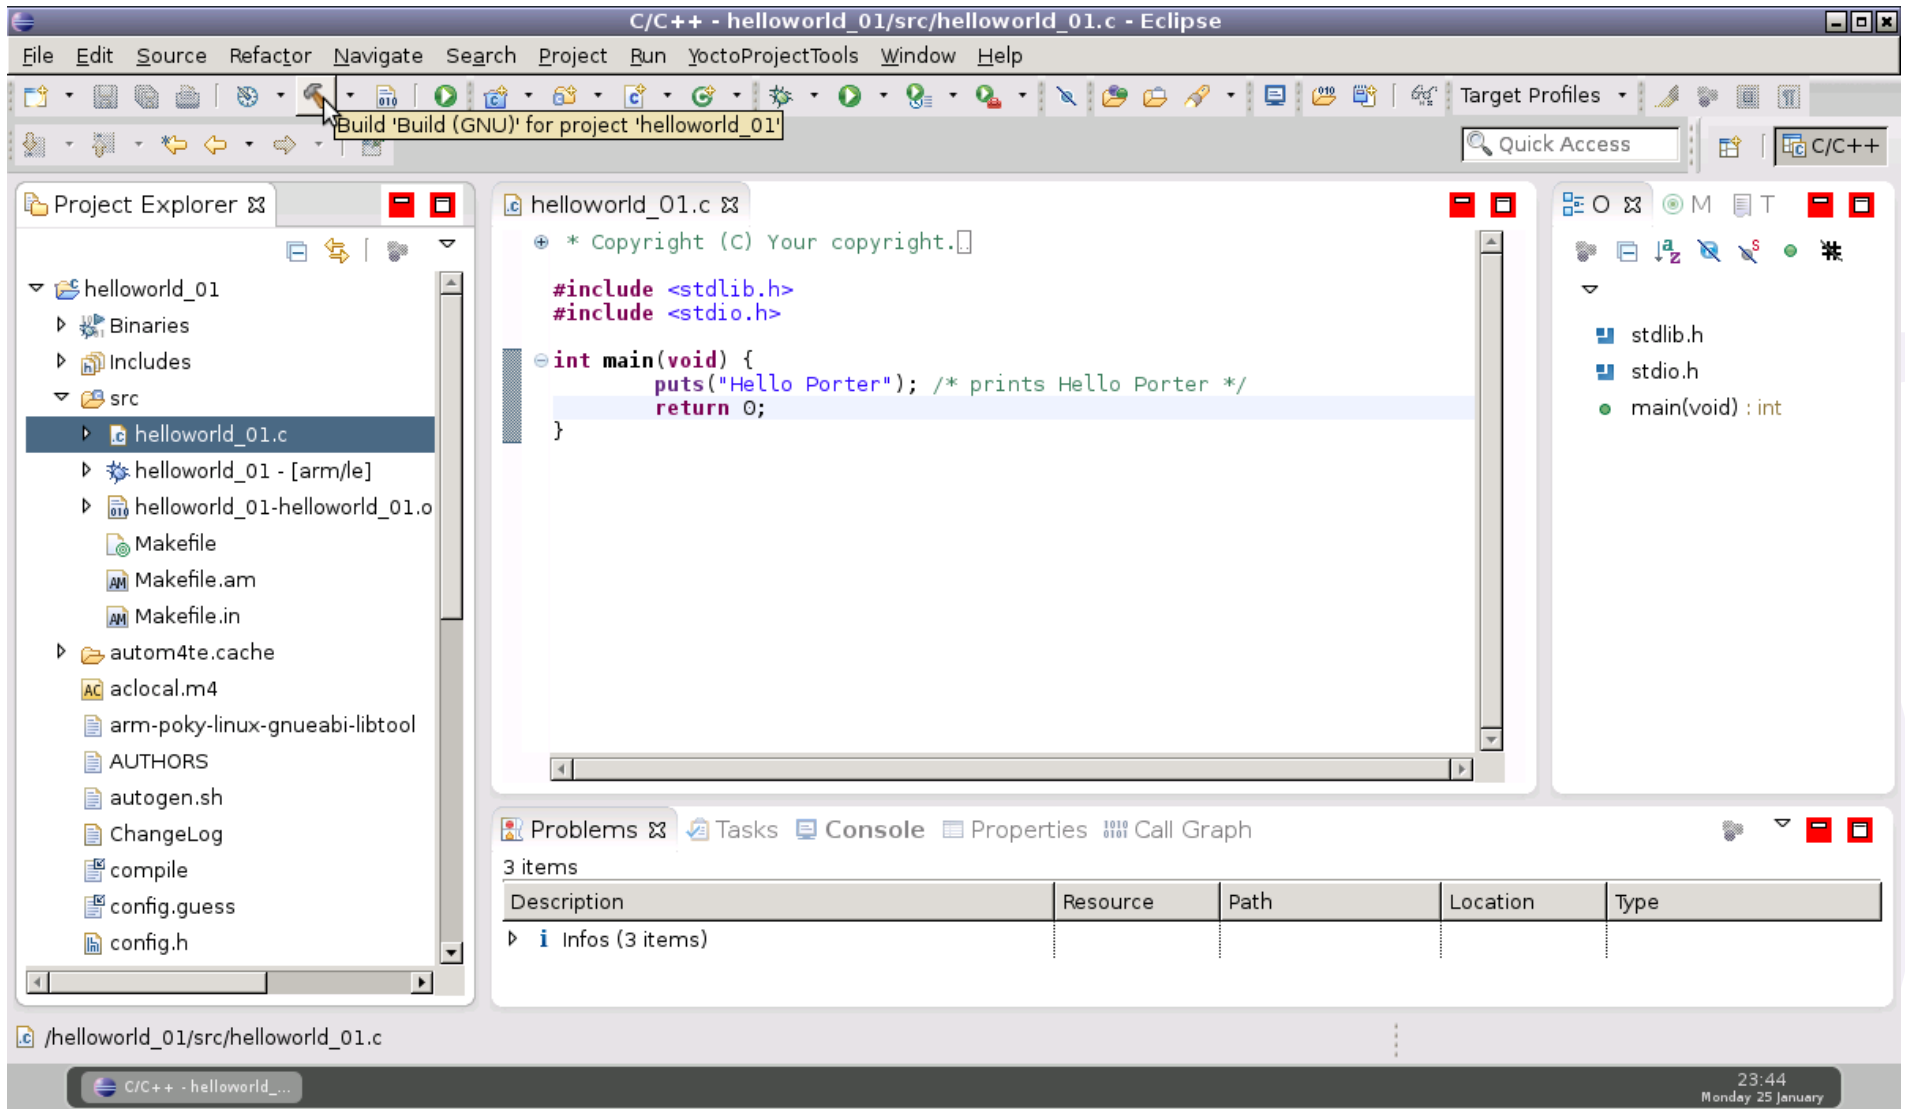 C/C++ - helloworld_01/src/helloworld_01.c - Eclipse
File Edit Source Refactor Navigate Search Project Run YoctoProjectTools Window Help
Target Profiles
Build 'Build (GNU)' for project 'helloworld_01'
Quick Access
C/C++
Project Explorer
helloworld_01
Binaries
Includes
src
helloworld_01.c
helloworld_01 - [arm/le]
helloworld_01-helloworld_01.o
Makefile
Makefile.am
Makefile.in
autom4te.cache
aclocal.m4
arm-poky-linux-gnueabi-libtool
AUTHORS
autogen.sh
ChangeLog
compile
config.guess
config.h
helloworld_01.c
* Copyright (C) Your copyright.
#include <stdlib.h>
#include <stdio.h>
int main(void) {
puts("Hello Porter"); /* prints Hello Porter */
return 0;
}
O M T
stdlib.h
stdio.h
main(void) : int
Problems Tasks Console Properties Call Graph
3 items
Description Resource Path Location Type
Infos (3 items)
/helloworld_01/src/helloworld_01.c
C/C++ - helloworld_...
23:44
Monday 25 January